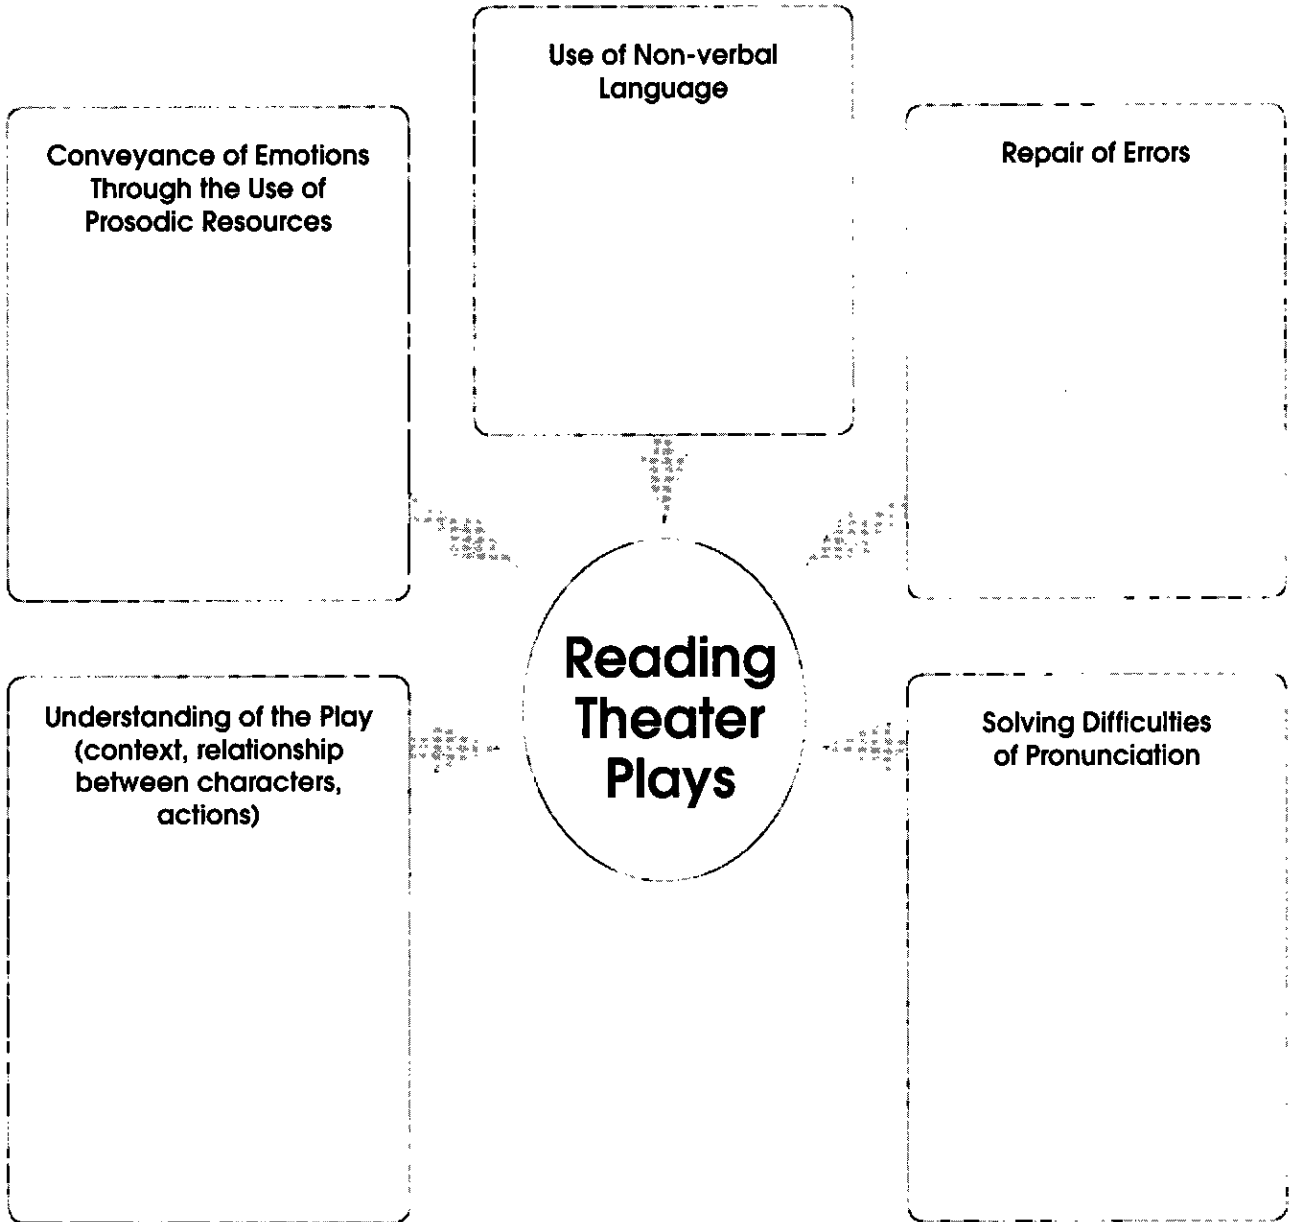 Use of Non-verbal
Language
Conveyance of Emotions
Through the Use of
Prosodic Resources
Repair of Errors
Reading
Theater
Plays
Understanding of the Play
(context, relationship
between characters,
actions)
Solving Difficulties
of Pronunciation